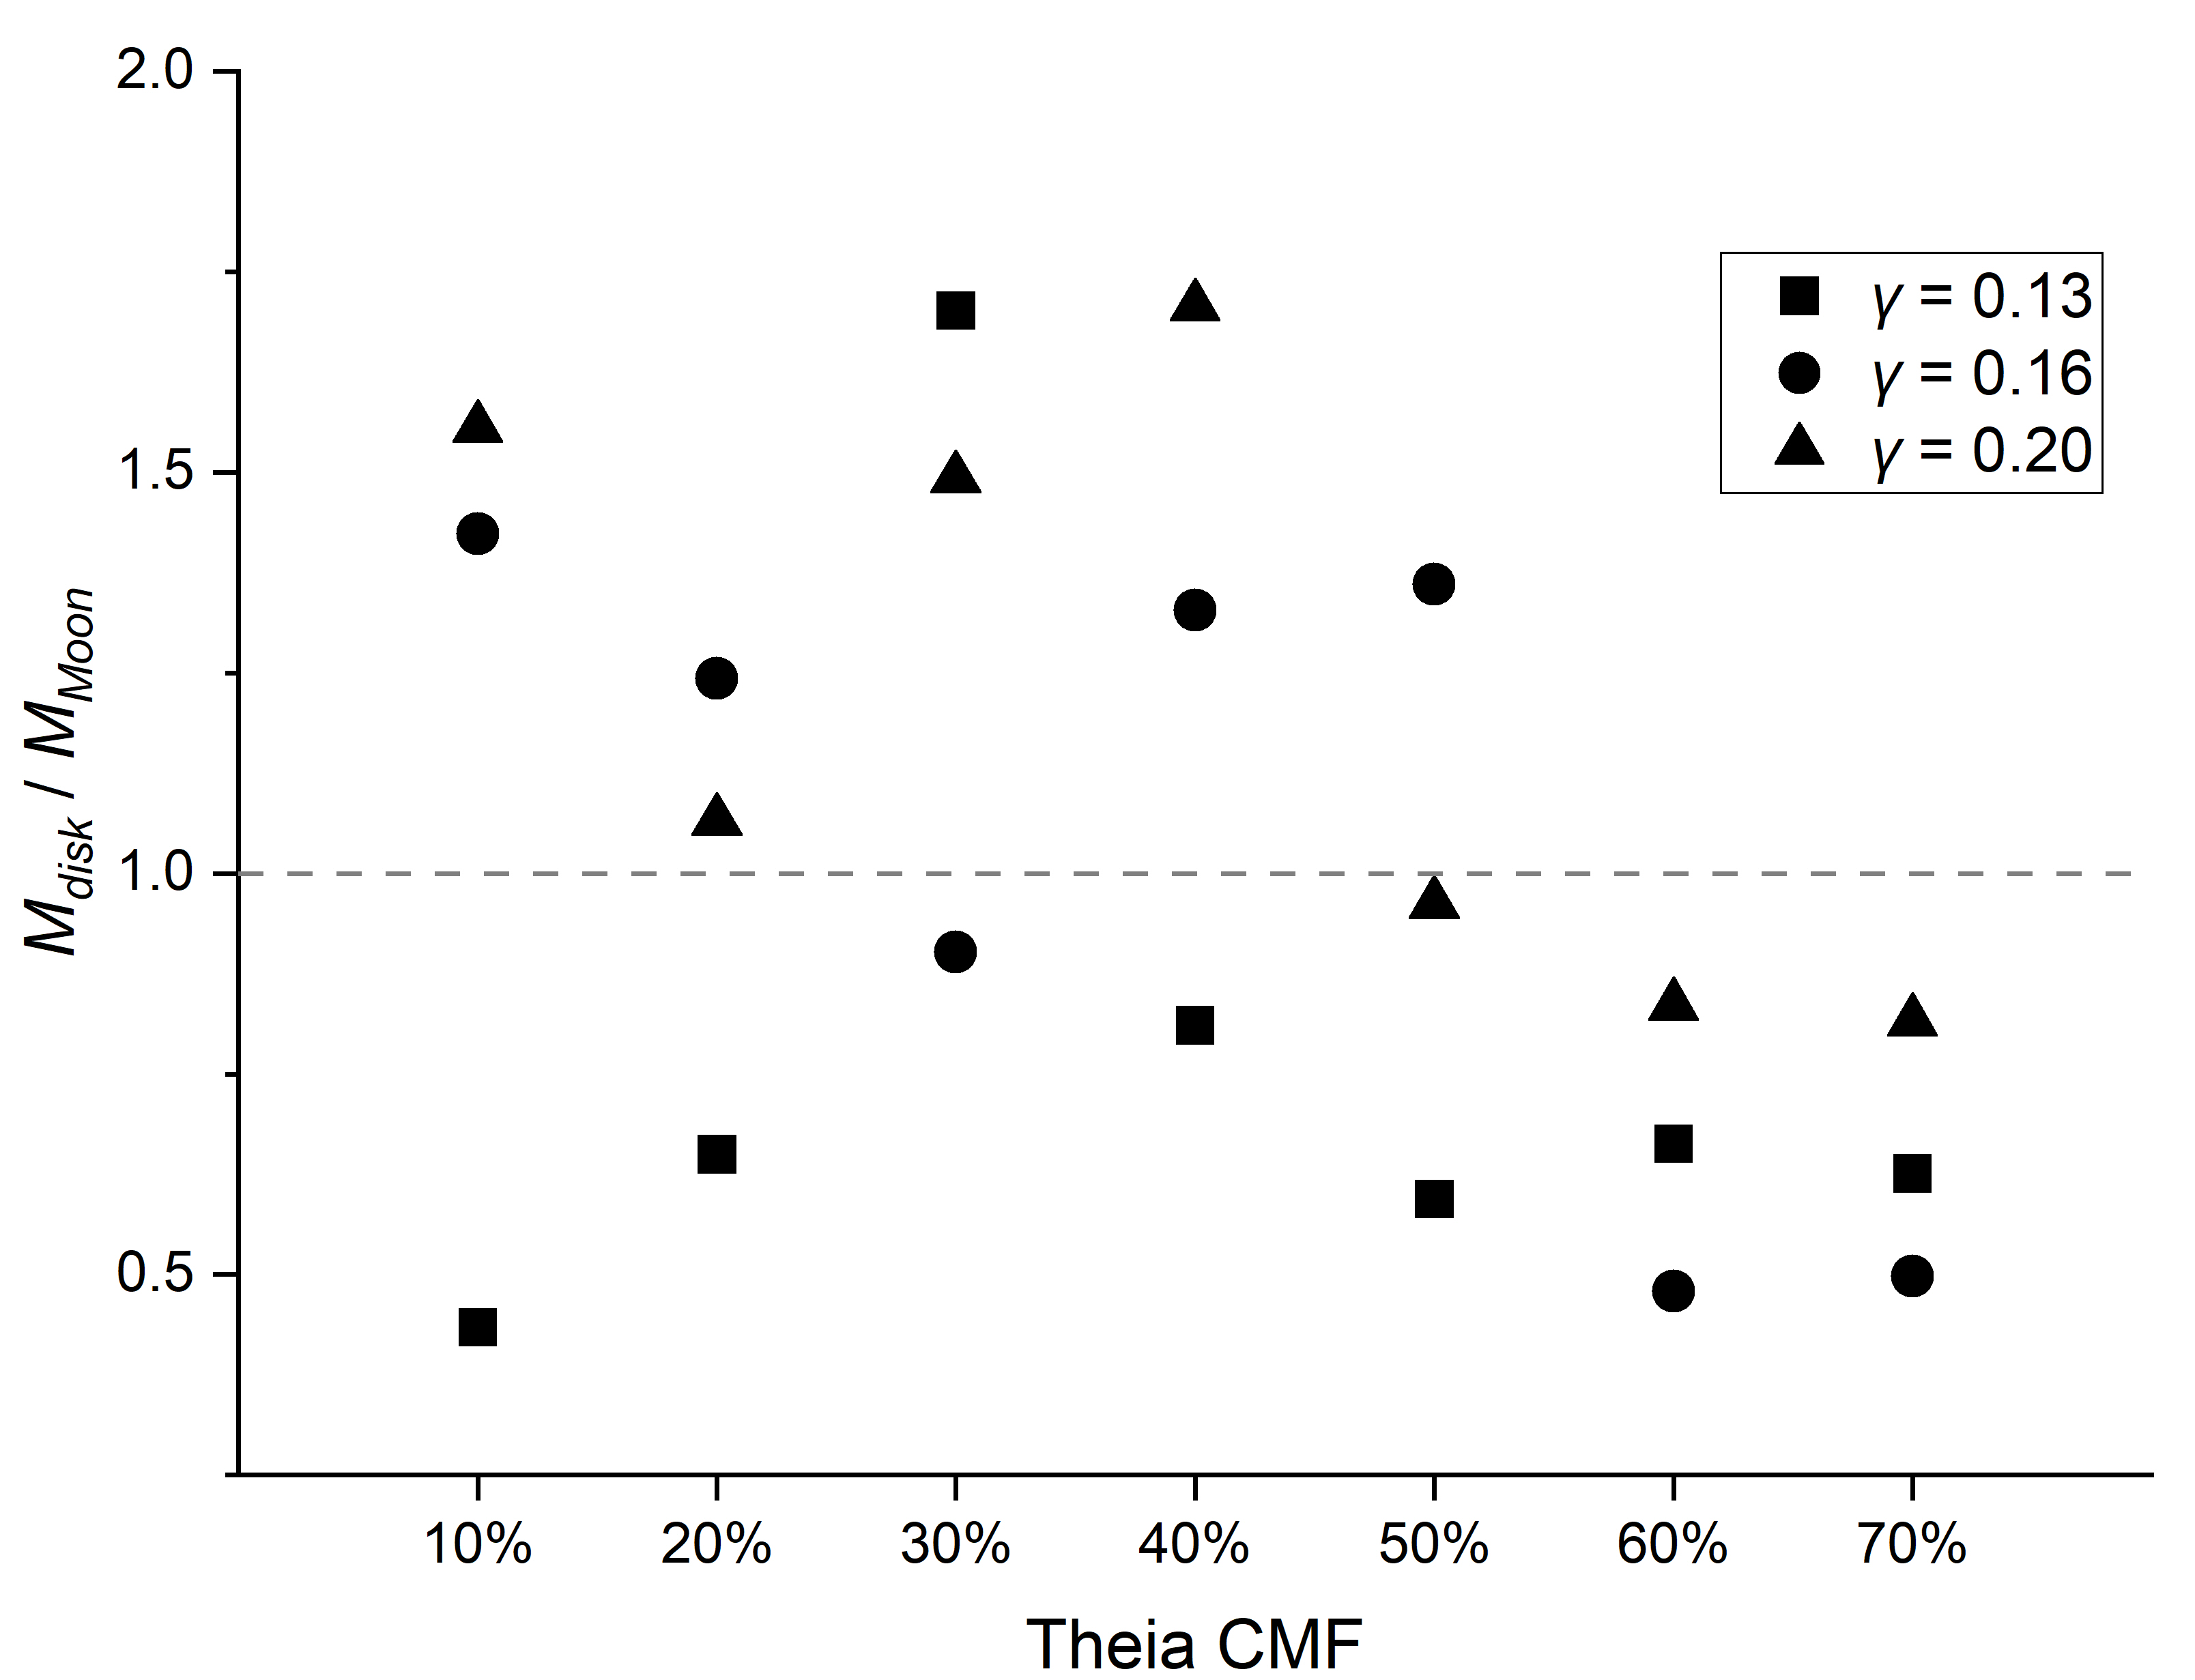 2.0
1.5
1.0
0.5
M_disk / M_Moon
γ = 0.13
γ = 0.16
γ = 0.20
10% 20% 30% 40% 50% 60% 70%
Theia CMF